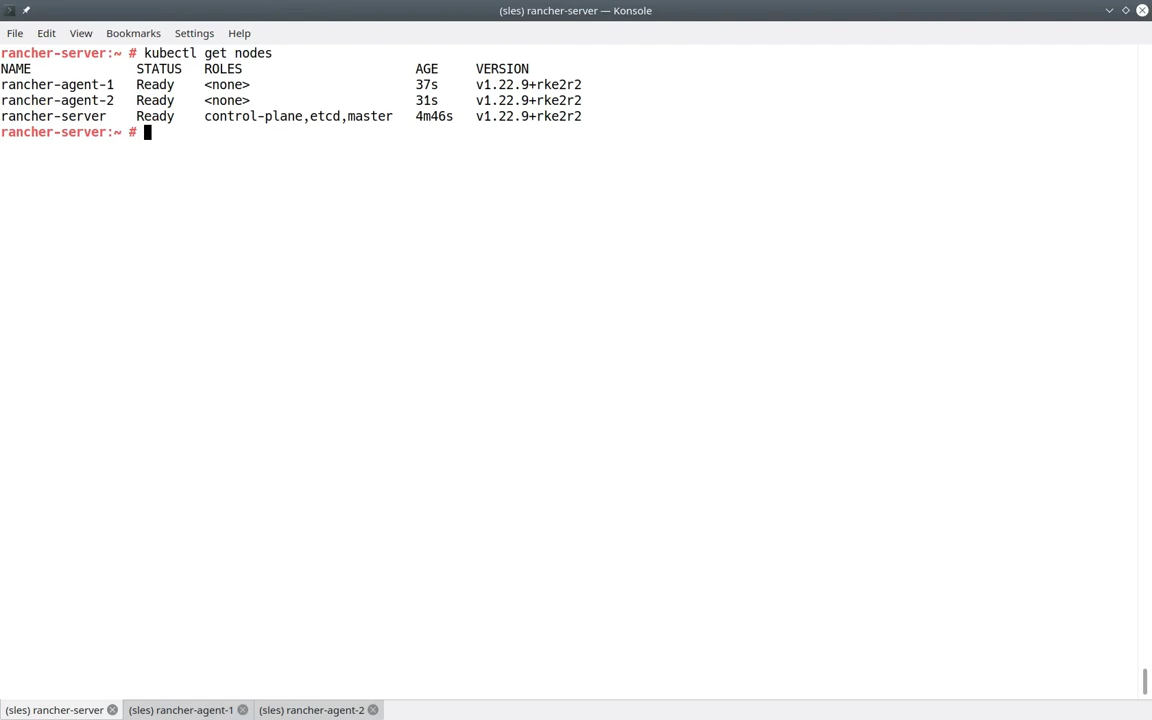 (sles) rancher-server — Konsole
File Edit View Bookmarks Settings Help
rancher-server:~ # kubectl get nodes
NAME STATUS ROLES AGE VERSION
rancher-agent-1 Ready <none> 37s v1.22.9+rke2r2
rancher-agent-2 Ready <none> 31s v1.22.9+rke2r2
rancher-server Ready control-plane,etcd,master 4m46s v1.22.9+rke2r2
rancher-server:~ #
(sles) rancher-server (sles) rancher-agent-1 (sles) rancher-agent-2